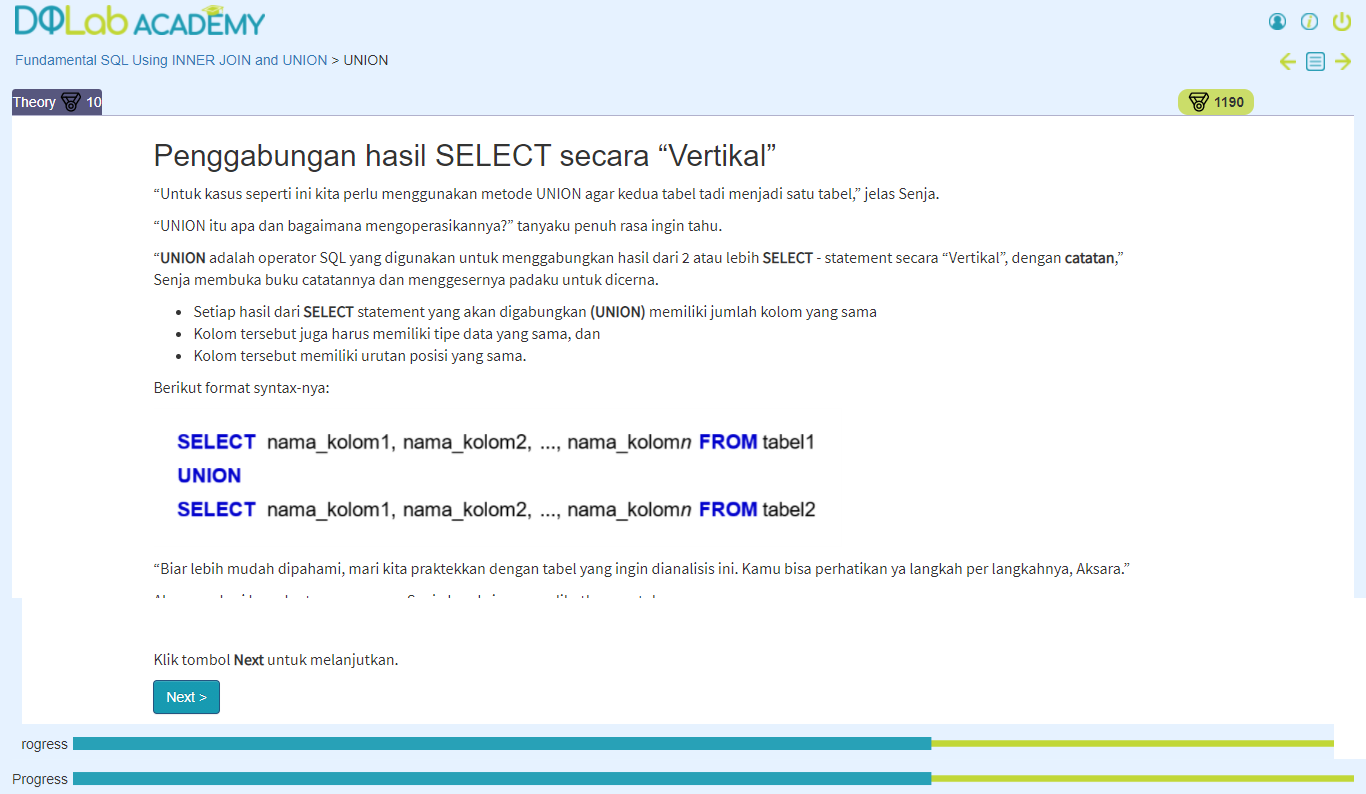 DQLab ACADEMY
Fundamental SQL Using INNER JOIN and UNION > UNION
Theory 10
1190
Penggabungan hasil SELECT secara “Vertikal”
“Untuk kasus seperti ini kita perlu menggunakan metode UNION agar kedua tabel tadi menjadi satu tabel,” jelas Senja.
“UNION itu apa dan bagaimana mengoperasikannya?” tanyaku penuh rasa ingin tahu.
“UNION adalah operator SQL yang digunakan untuk menggabungkan hasil dari 2 atau lebih SELECT - statement secara “Vertikal”, dengan catatan,”
Senja membuka buku catatannya dan menggesernya padaku untuk dicerna.
• Setiap hasil dari SELECT statement yang akan digabungkan (UNION) memiliki jumlah kolom yang sama
• Kolom tersebut juga harus memiliki tipe data yang sama, dan
• Kolom tersebut memiliki urutan posisi yang sama.
Berikut format syntax-nya:
SELECT nama_kolom1, nama_kolom2, ..., nama_kolomn FROM tabel1
UNION
SELECT nama_kolom1, nama_kolom2, ..., nama_kolomn FROM tabel2
“Biar lebih mudah dipahami, mari kita praktekkan dengan tabel yang ingin dianalisis ini. Kamu bisa perhatikan ya langkah per langkahnya, Aksara.”
Klik tombol Next untuk melanjutkan.
Next >
rogress
Progress